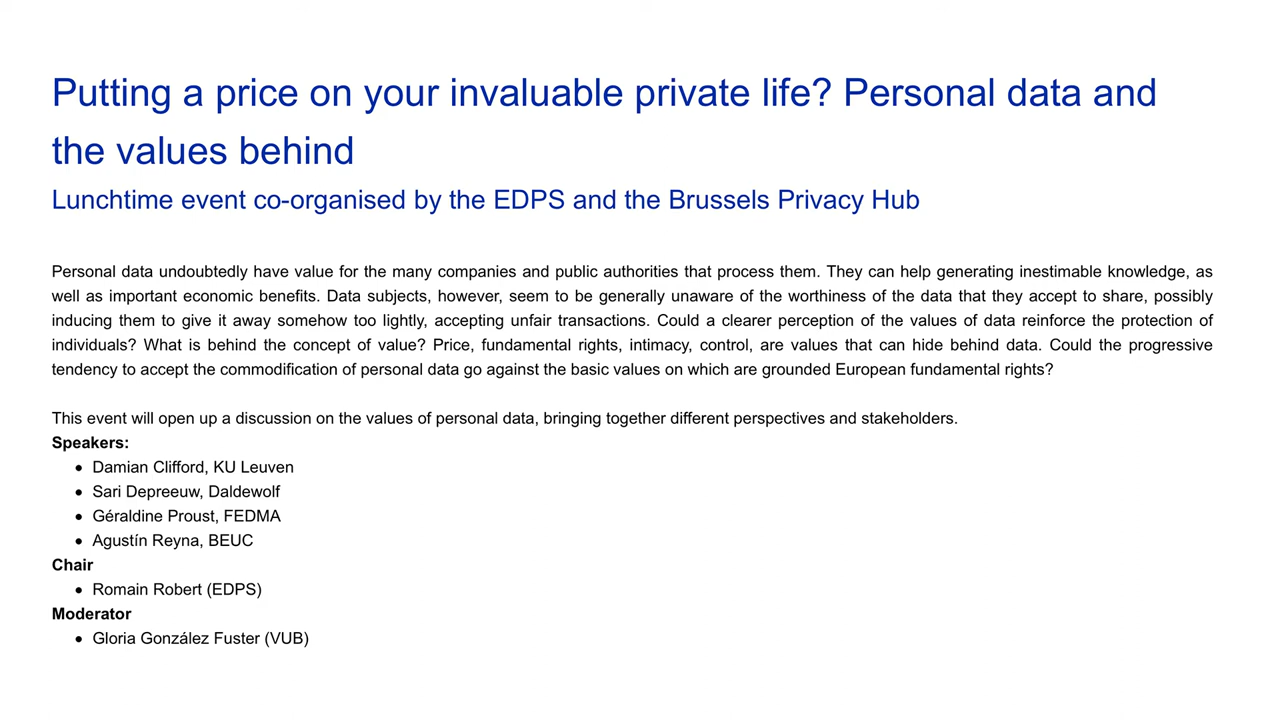 Putting a price on your invaluable private life? Personal data and
the values behind
Lunchtime event co-organised by the EDPS and the Brussels Privacy Hub
Personal data undoubtedly have value for the many companies and public authorities that process them. They can help generating inestimable knowledge, as
well as important economic benefits. Data subjects, however, seem to be generally unaware of the worthiness of the data that they accept to share, possibly
inducing them to give it away somehow too lightly, accepting unfair transactions. Could a clearer perception of the values of data reinforce the protection of
individuals? What is behind the concept of value? Price, fundamental rights, intimacy, control, are values that can hide behind data. Could the progressive
tendency to accept the commodification of personal data go against the basic values on which are grounded European fundamental rights?
This event will open up a discussion on the values of personal data, bringing together different perspectives and stakeholders.
Speakers:
• Damian Clifford, KU Leuven
• Sari Depreeuw, Daldewolf
• Géraldine Proust, FEDMA
• Agustín Reyna, BEUC
Chair
• Romain Robert (EDPS)
Moderator
• Gloria González Fuster (VUB)